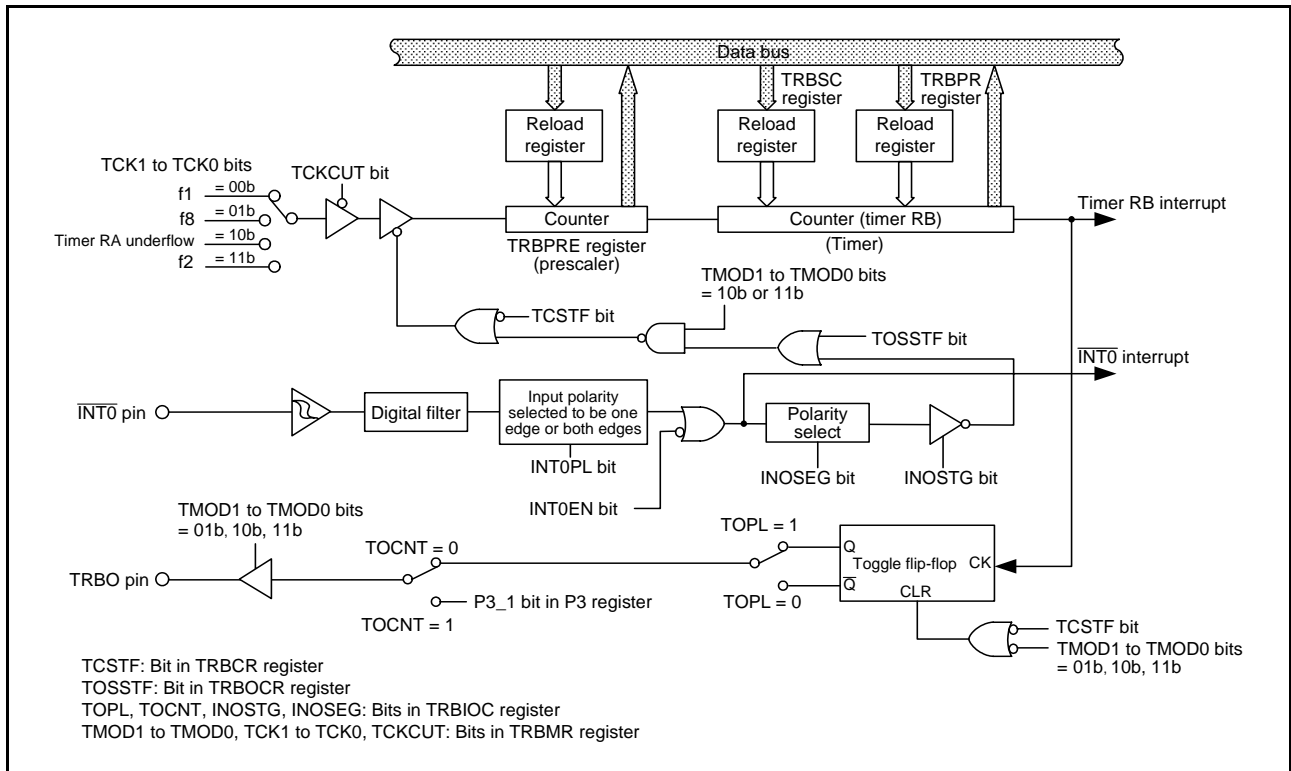 Data bus
TRBSC
register
TRBPR
register
Reload
register
Reload
register
Reload
register
TCK1 to TCK0 bits
TCKCUT bit
f1 = 00b
f8 = 01b
Timer RA underflow = 10b
f2 = 11b
Counter
TRBPRE register
(prescaler)
Counter (timer RB)
(Timer)
Timer RB interrupt
TMOD1 to TMOD0 bits
= 10b or 11b
TCSTF bit
TOSSTF bit
INT0 interrupt
INT0 pin
Digital filter
Input polarity
selected to be one
edge or both edges
INT0PL bit
INT0EN bit
Polarity
select
INOSEG bit
INOSTG bit
TMOD1 to TMOD0 bits
= 01b, 10b, 11b
TRBO pin
TOCNT = 0
P3_1 bit in P3 register
TOCNT = 1
TOPL = 1
TOPL = 0
Q
Toggle flip-flop
CK
Q
CLR
TCSTF bit
TMOD1 to TMOD0 bits
= 01b, 10b, 11b
TCSTF: Bit in TRBCR register
TOSSTF: Bit in TRBOCR register
TOPL, TOCNT, INOSTG, INOSEG: Bits in TRBIOC register
TMOD1 to TMOD0, TCK1 to TCK0, TCKCUT: Bits in TRBMR register